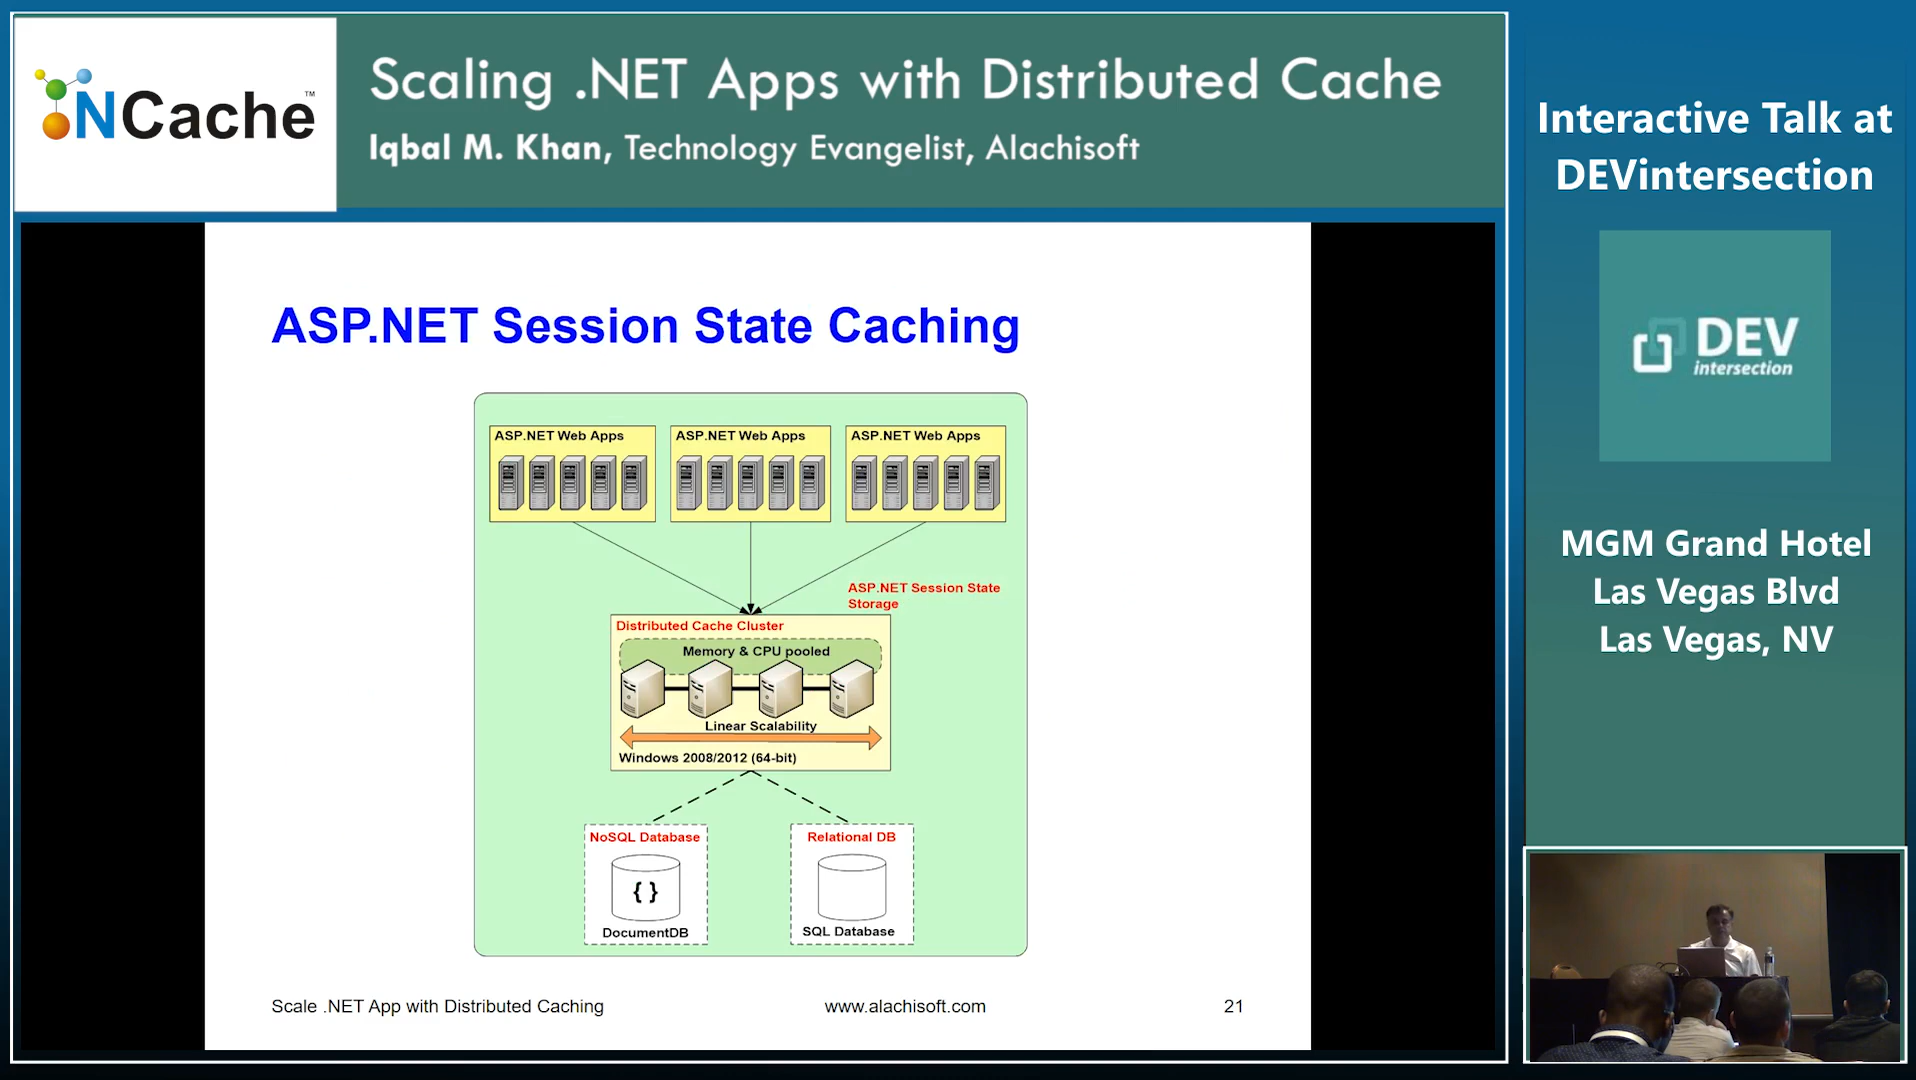 NCache™
Scaling .NET Apps with Distributed Cache
Iqbal M. Khan, Technology Evangelist, Alachisoft
Interactive Talk at
DEVintersection
DEV
intersection
MGM Grand Hotel
Las Vegas Blvd
Las Vegas, NV
ASP.NET Session State Caching
ASP.NET Web Apps
ASP.NET Web Apps
ASP.NET Web Apps
ASP.NET Session State
Storage
Distributed Cache Cluster
Memory & CPU pooled
Linear Scalability
Windows 2008/2012 (64-bit)
NoSQL Database
{ }
DocumentDB
Relational DB
SQL Database
Scale .NET App with Distributed Caching
www.alachisoft.com
21